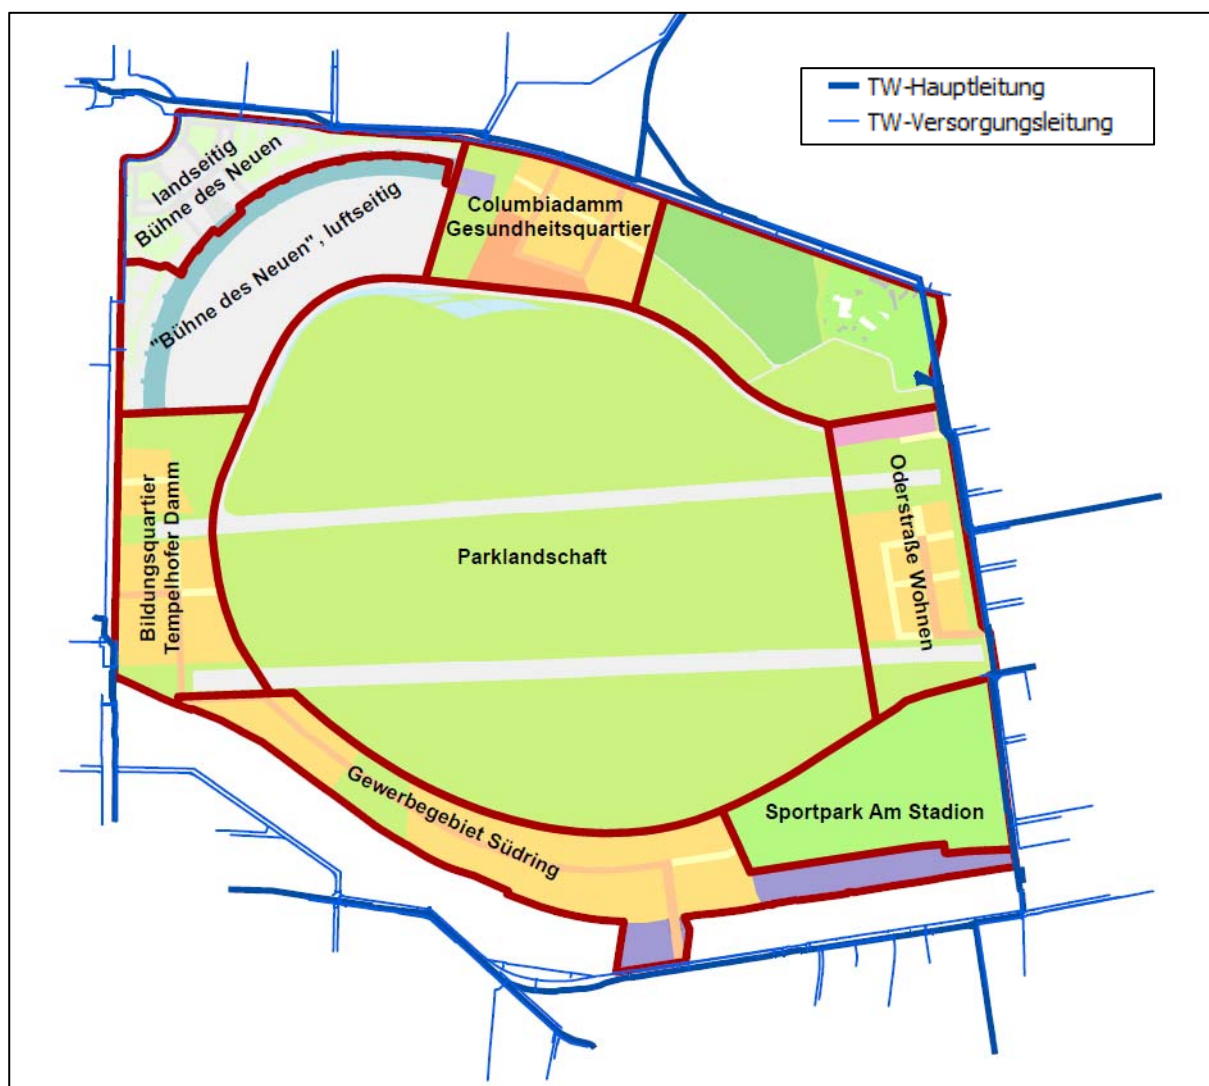 TW-Hauptleitung
TW-Versorgungsleitung
landseitig
Bühne des Neuen
"Bühne des Neuen" , luftseitig
Columbiadamm
Gesundheitsquartier
Bildungsquartier
Tempelhofer Damm
Parklandschaft
Oderstraße Wohnen
Gewerbegebiet Südring
Sportpark Am Stadion